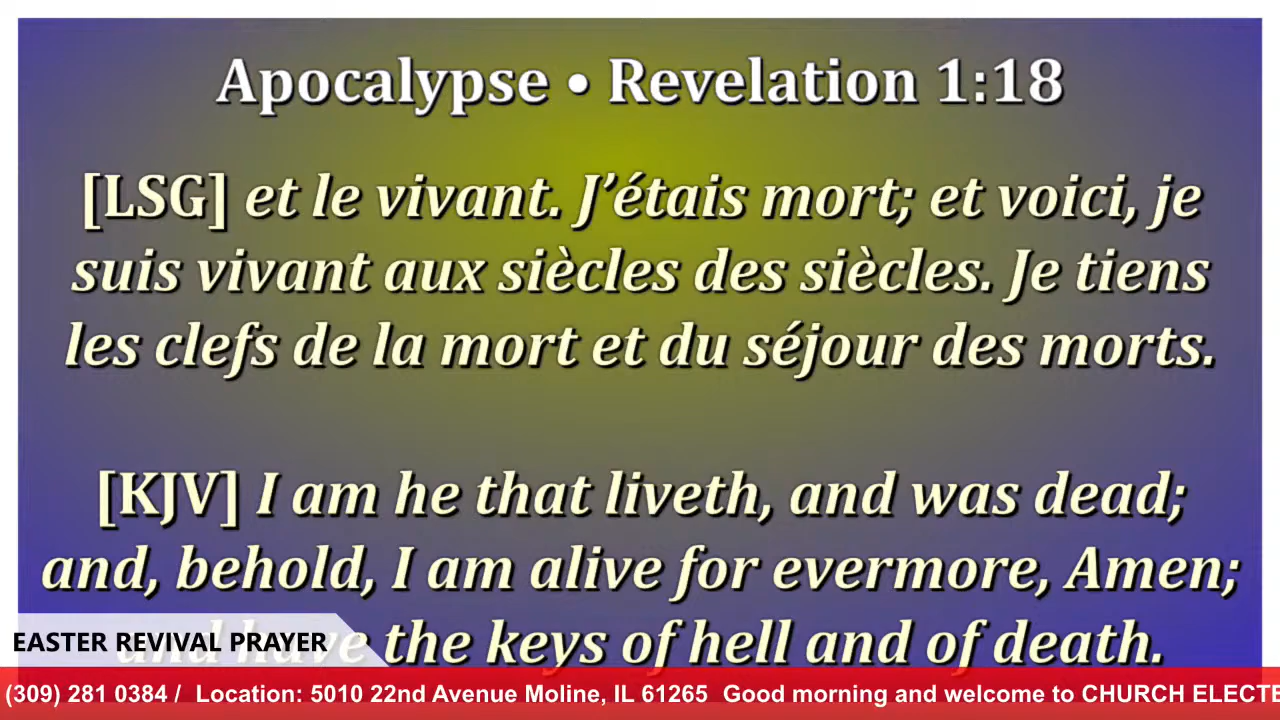 Apocalypse • Revelation 1:18
[LSG] et le vivant. J’étais mort; et voici, je
suis vivant aux siècles des siècles. Je tiens
les clefs de la mort et du séjour des morts.
[KJV] I am he that liveth, and was dead;
and, behold, I am alive for evermore, Amen;
and have the keys of hell and of death.
EASTER REVIVAL PRAYER
(309) 281 0384 / Location: 5010 22nd Avenue Moline, IL 61265 Good morning and welcome to CHURCH ELECTE